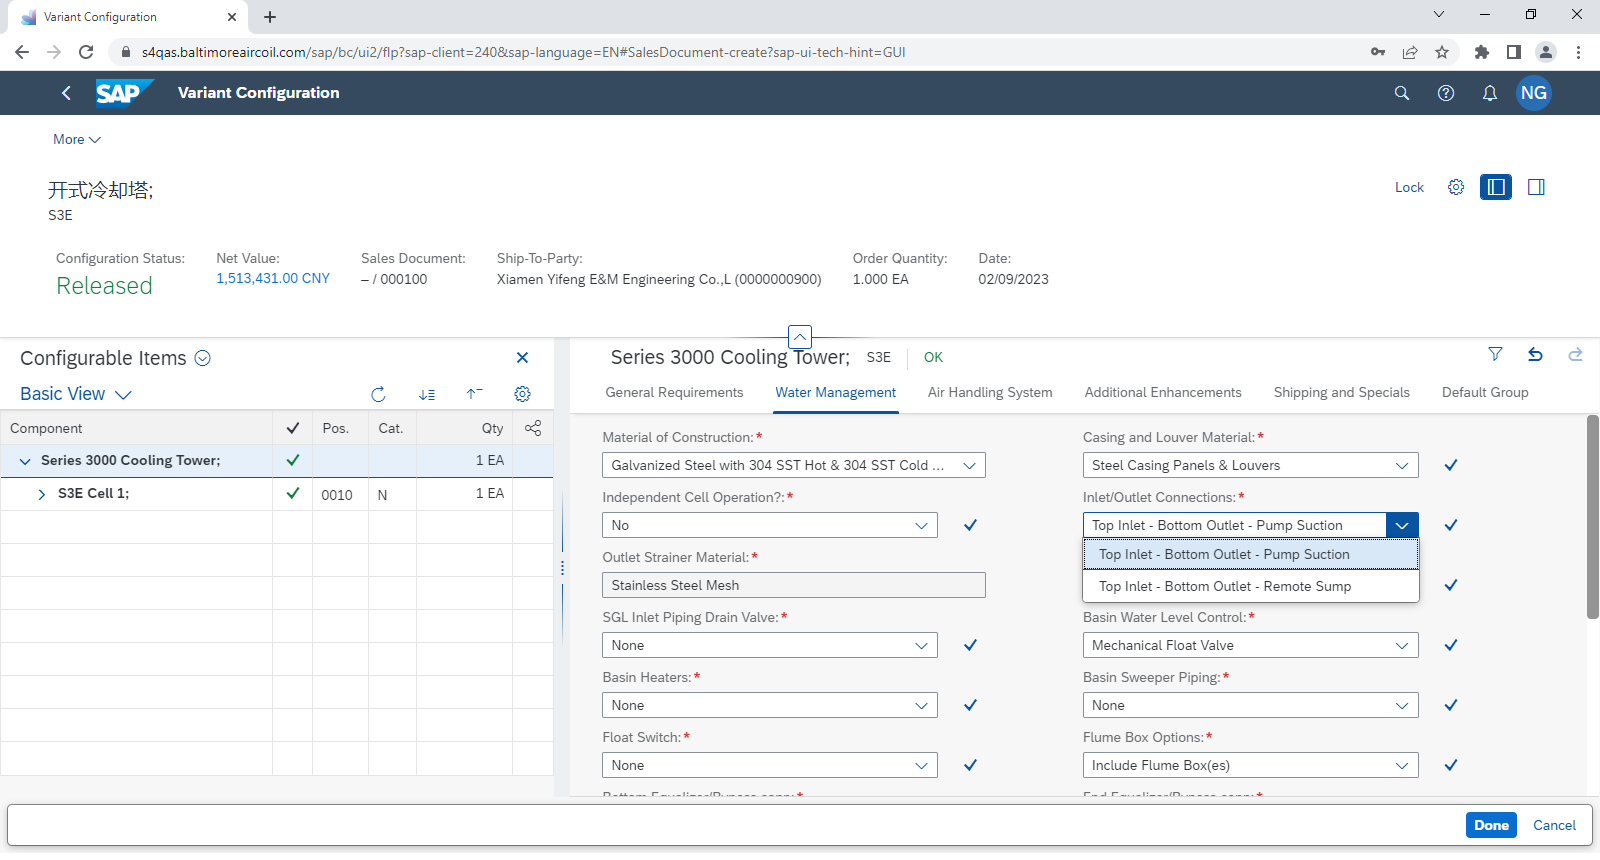 Variant Configuration
s4qas.baltimoreaircoil.com/sap/bc/ui2/flp?sap-client=240&sap-language=EN#SalesDocument-create?sap-ui-tech-hint=GUI
SAP Variant Configuration NG
More
开式冷却塔;
S3E
Lock
Configuration Status: Net Value: Sales Document: Ship-To-Party: Order Quantity: Date:
Released 1,513,431.00 CNY – / 000100 Xiamen Yifeng E&M Engineering Co.,L (0000000900) 1.000 EA 02/09/2023
Configurable Items
Basic View
Component Pos. Cat. Qty
Series 3000 Cooling Tower; 1 EA
S3E Cell 1; 0010 N 1 EA
Series 3000 Cooling Tower; S3E OK
General Requirements Water Management Air Handling System Additional Enhancements Shipping and Specials Default Group
Material of Construction:* Casing and Louver Material:*
Galvanized Steel with 304 SST Hot & 304 SST Cold ... Steel Casing Panels & Louvers
Independent Cell Operation?:* Inlet/Outlet Connections:*
No Top Inlet - Bottom Outlet - Pump Suction
Outlet Strainer Material:* Top Inlet - Bottom Outlet - Pump Suction
Stainless Steel Mesh Top Inlet - Bottom Outlet - Remote Sump
SGL Inlet Piping Drain Valve:* Basin Water Level Control:*
None Mechanical Float Valve
Basin Heaters:* Basin Sweeper Piping:*
None None
Float Switch:* Flume Box Options:*
None Include Flume Box(es)
Bottom Equalizer/Bypass conn:* End Equalizer/Bypass conn:*
Done Cancel